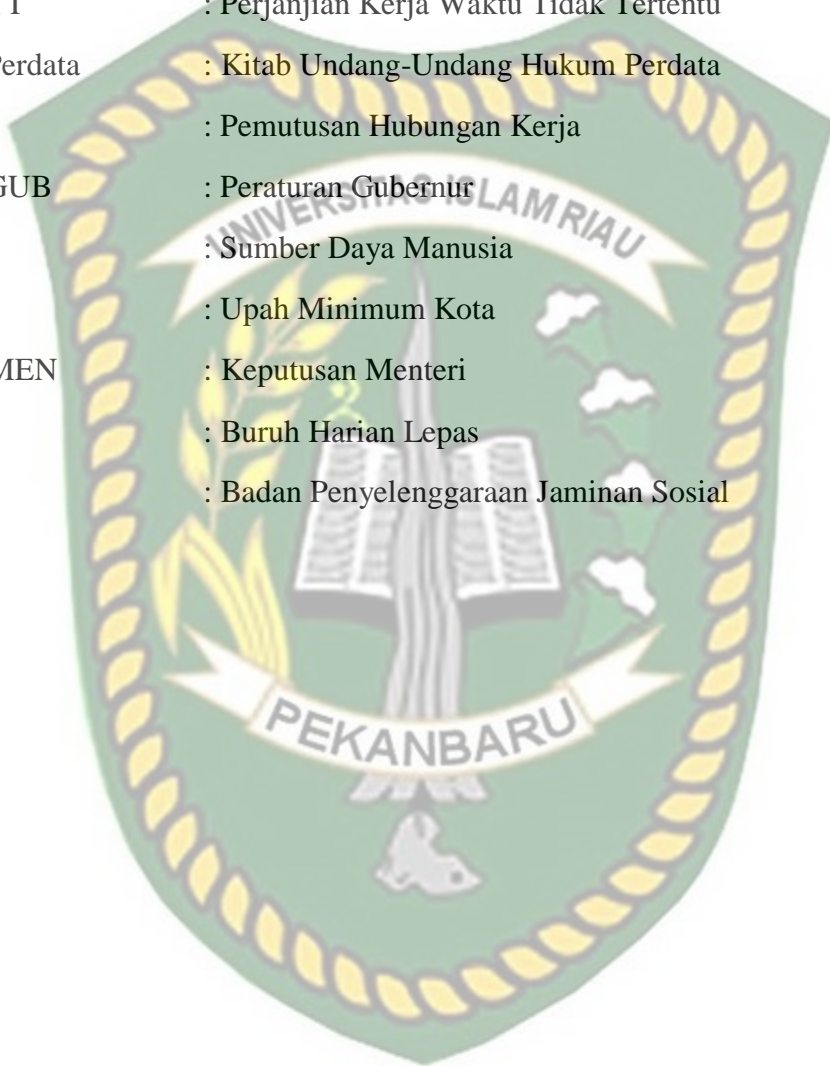 : Perjanjian Kerja Waktu Tidak Tertentu
Perdata : Kitab Undang-Undang Hukum Perdata
: Pemutusan Hubungan Kerja
GUB : Peraturan Gubernur
UNIVERSITAS ISLAM RIAU
: Sumber Daya Manusia
: Upah Minimum Kota
MEN : Keputusan Menteri
: Buruh Harian Lepas
: Badan Penyelenggaraan Jaminan Sosial
PEKANBARU